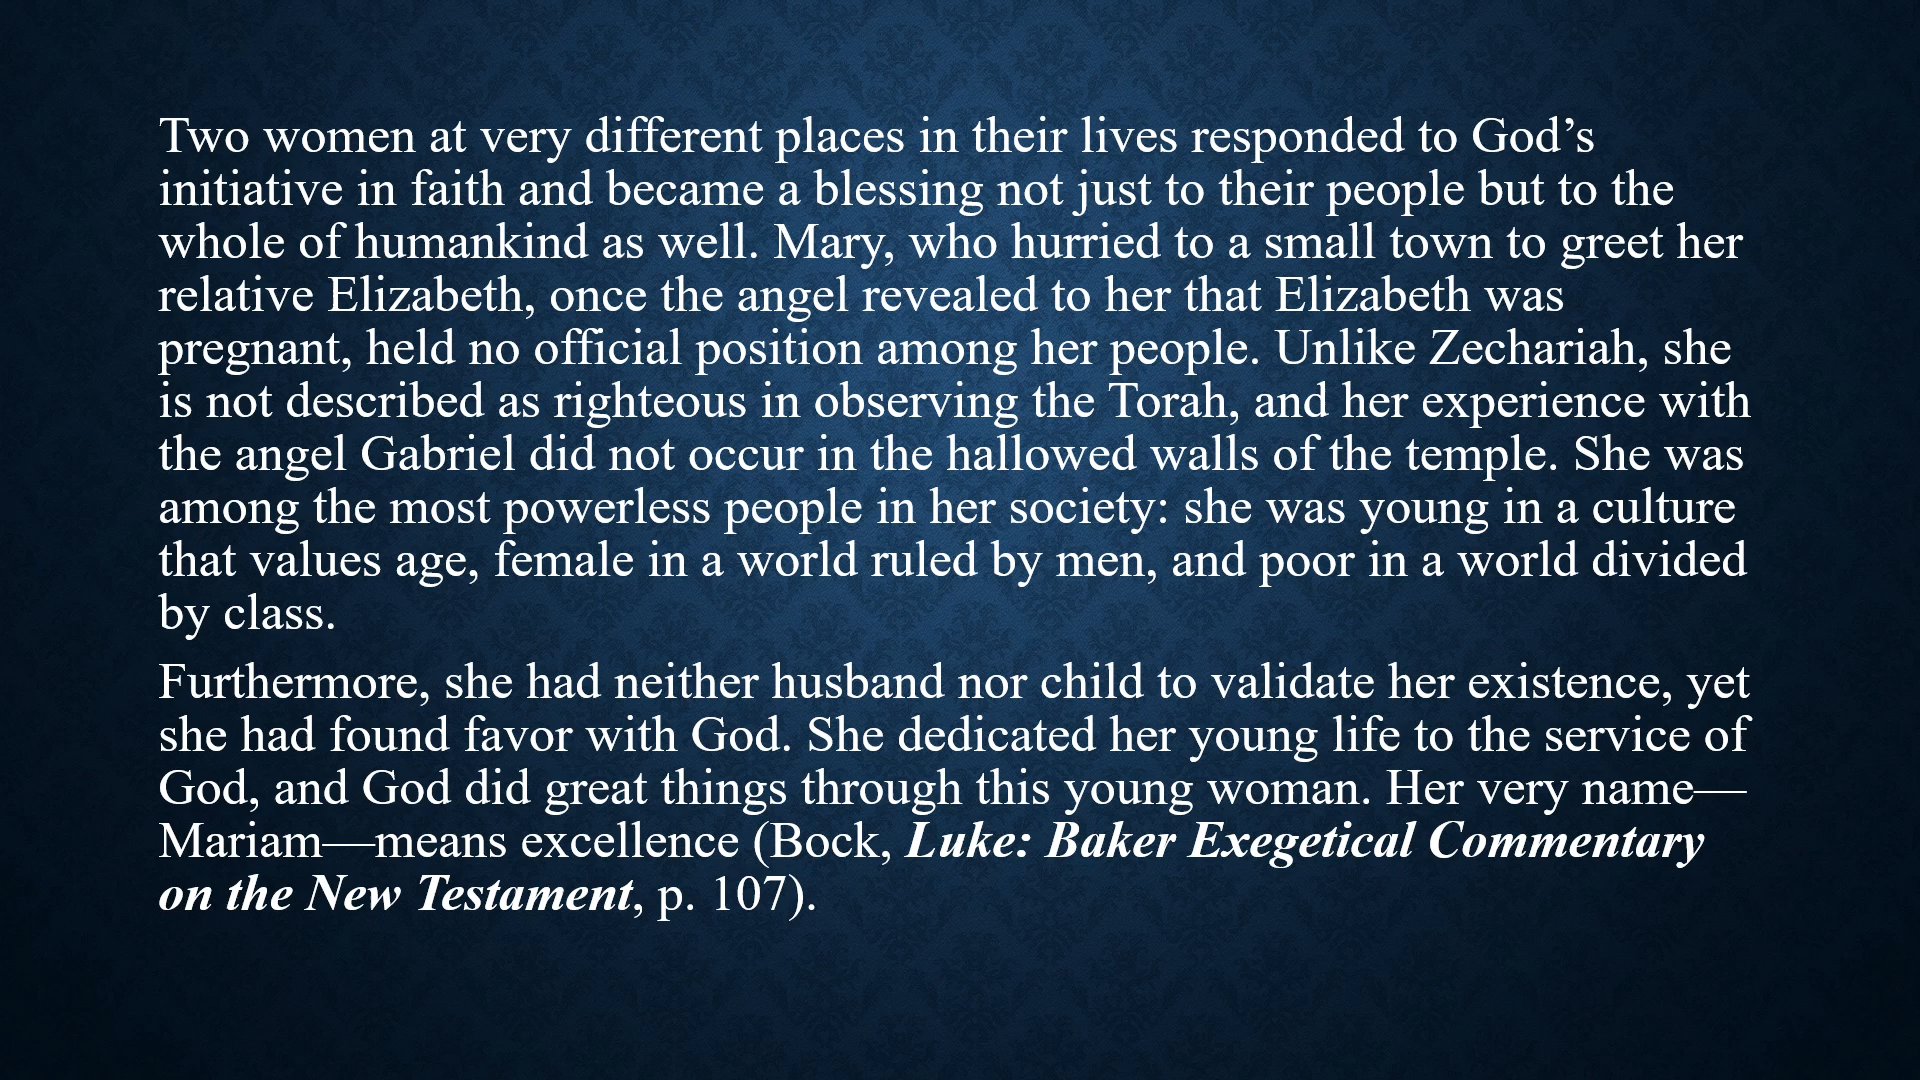 Two women at very different places in their lives responded to God’s
initiative in faith and became a blessing not just to their people but to the
whole of humankind as well. Mary, who hurried to a small town to greet her
relative Elizabeth, once the angel revealed to her that Elizabeth was
pregnant, held no official position among her people. Unlike Zechariah, she
is not described as righteous in observing the Torah, and her experience with
the angel Gabriel did not occur in the hallowed walls of the temple. She was
among the most powerless people in her society: she was young in a culture
that values age, female in a world ruled by men, and poor in a world divided
by class.
Furthermore, she had neither husband nor child to validate her existence, yet
she had found favor with God. She dedicated her young life to the service of
God, and God did great things through this young woman. Her very name—
Mariam—means excellence (Bock, Luke: Baker Exegetical Commentary
on the New Testament, p. 107).